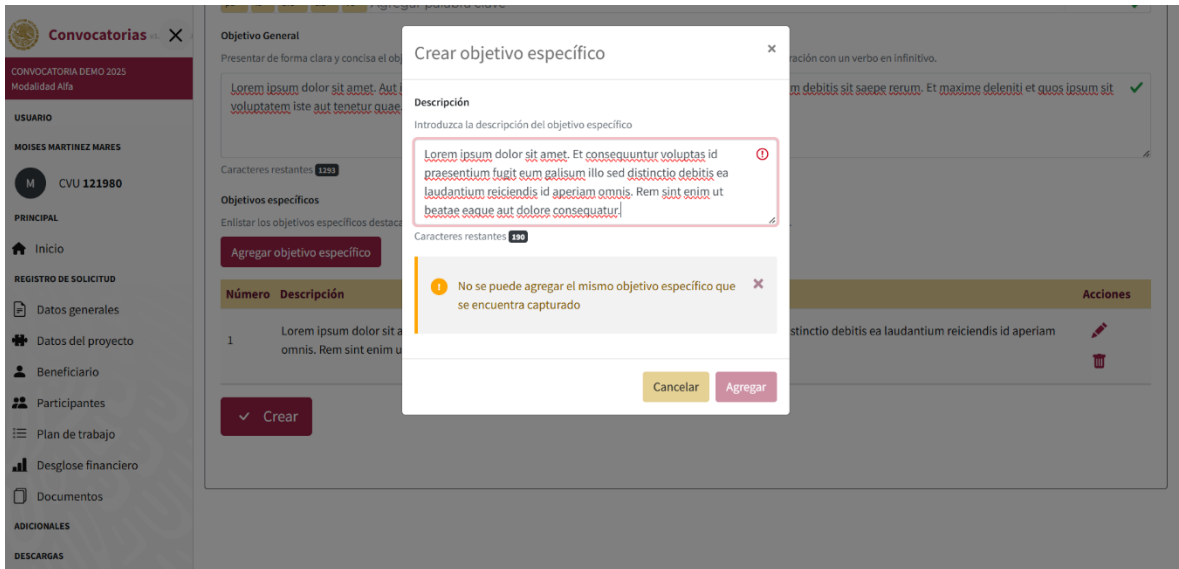 Agregar palabra clave
Convocatorias
CONVOCATORIA DEMO 2025
Modalidad Alfa
USUARIO
MOISES MARTINEZ MARES
M
CVU 121980
PRINCIPAL
Inicio
REGISTRO DE SOLICITUD
Datos generales
Datos del proyecto
Beneficiario
Participantes
Plan de trabajo
Desglose financiero
Documentos
ADICIONALES
DESCARGAS
Objetivo General
Presentar de forma clara y concisa el obj
ración con un verbo en infinitivo.
Lorem ipsum dolor sit amet. Aut i
m debitis sit saepe rerum. Et maxime deleniti et quos ipsum sit
voluptatem iste aut tenetur quae
Caracteres restantes 1293
Objetivos específicos
Enlistar los objetivos específicos destaca
Agregar objetivo específico
Número Descripción
Acciones
1
Lorem ipsum dolor sit a
stinctio debitis ea laudantium reiciendis id aperiam
omnis. Rem sint enim u
Crear
Crear objetivo específico
×
Descripción
Introduzca la descripción del objetivo específico
Lorem ipsum dolor sit amet. Et consequuntur voluptas id
praesentium fugit eum galisum illo sed distinctio debitis ea
laudantium reiciendis id aperiam omnis. Rem sint enim ut
beatae eaque aut dolore consequatur.
Caracteres restantes 190
No se puede agregar el mismo objetivo específico que
se encuentra capturado
Cancelar
Agregar